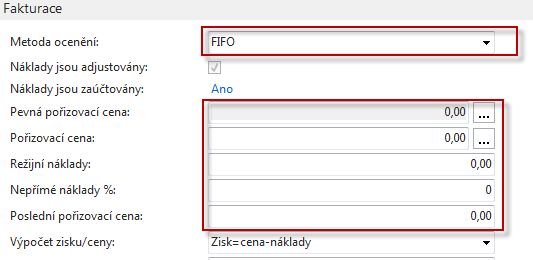 Fakturace
Metoda ocenění: FIFO
Náklady jsou adjustovány:
Náklady jsou zaúčtovány: Ano
Pevná pořizovací cena: 0,00 ...
Pořizovací cena: 0,00 ...
Režijní náklady: 0,00
Nepřímé náklady %: 0
Poslední pořizovací cena: 0,00
Výpočet zisku/ceny: Zisk=cena-náklady